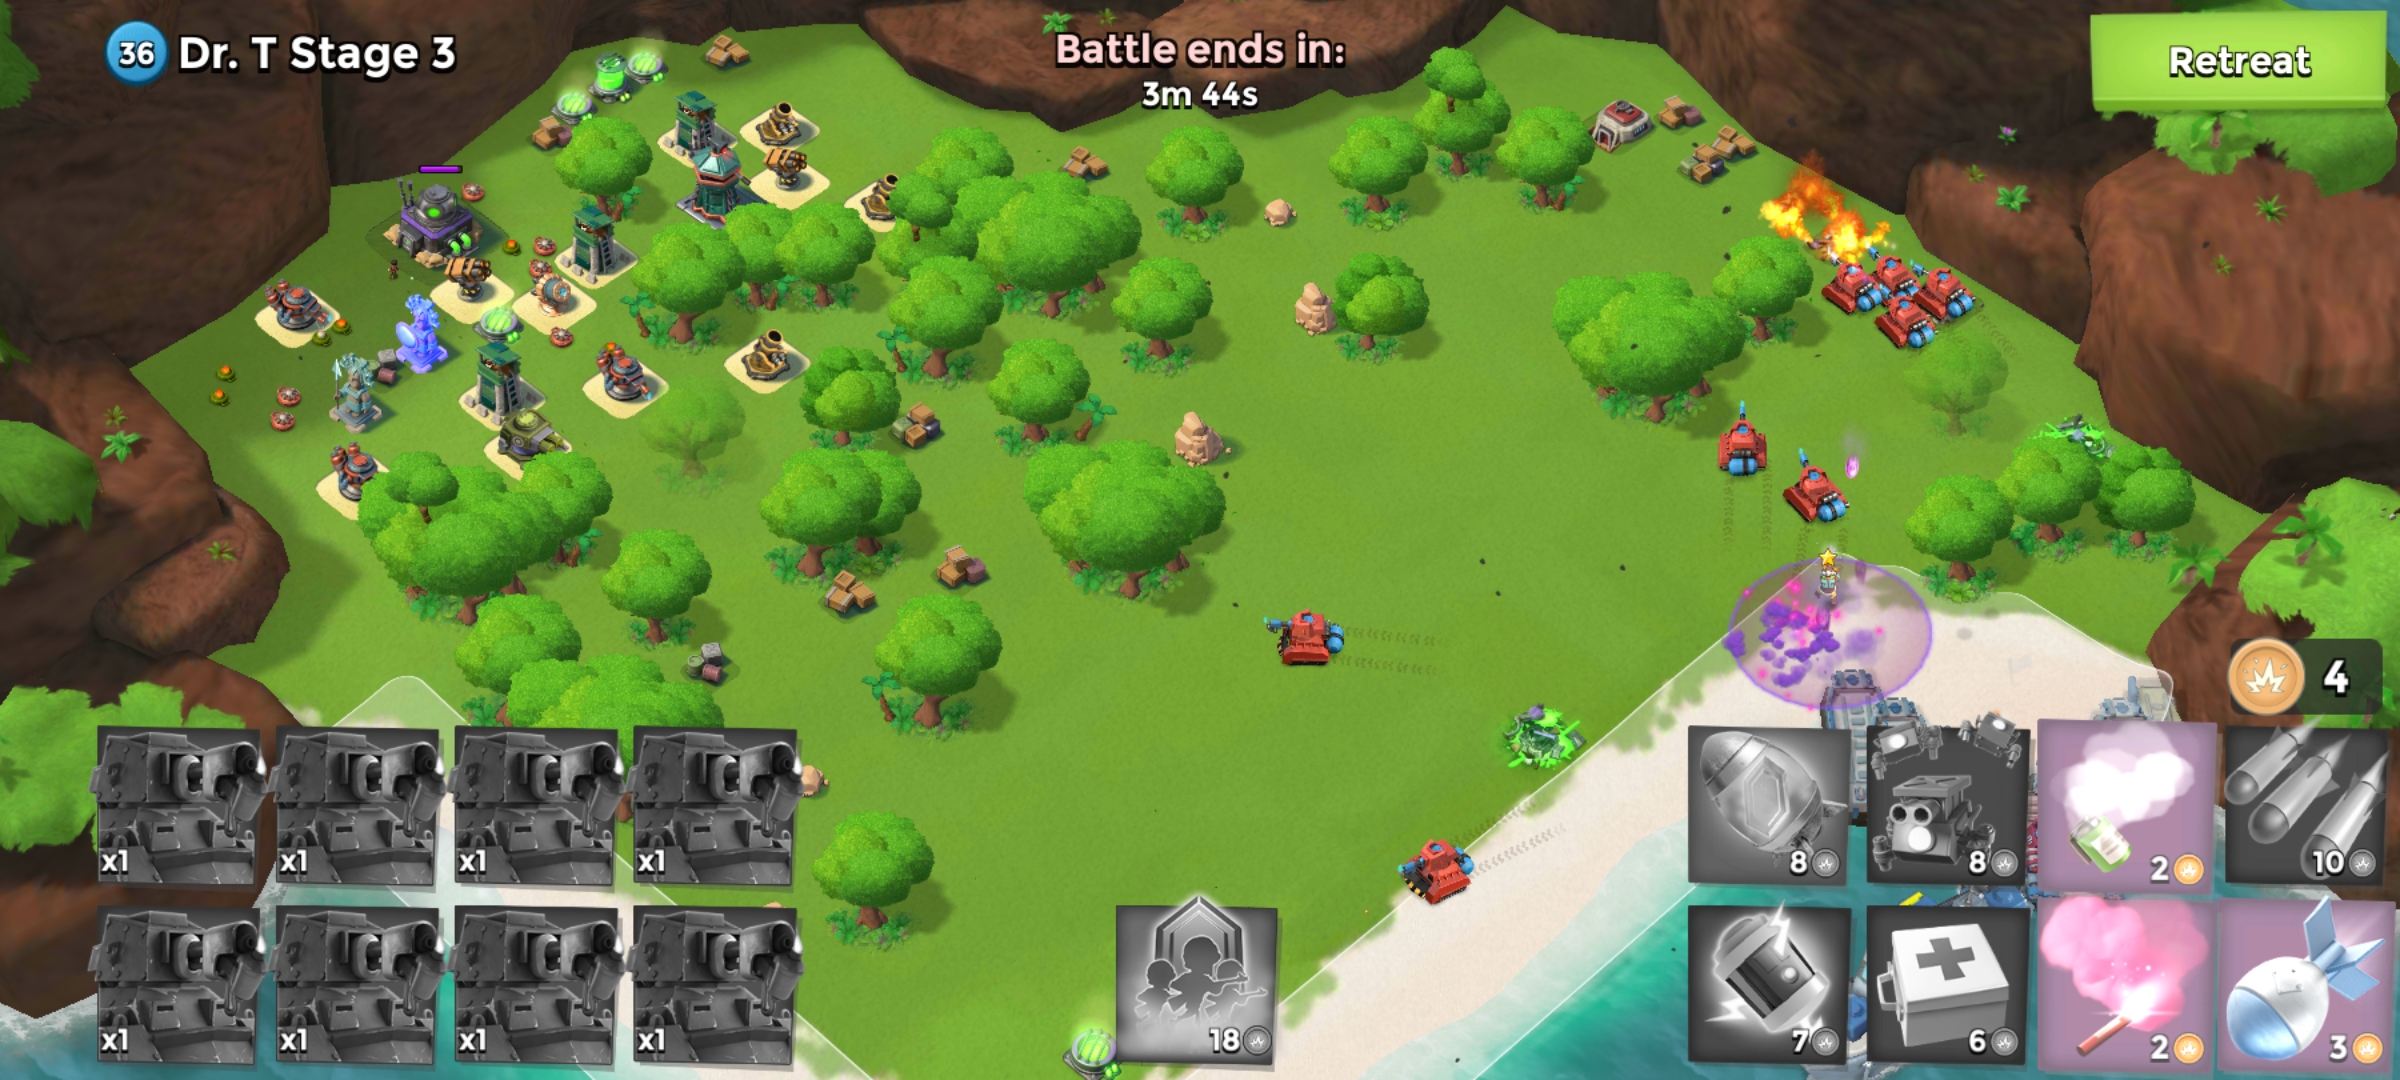 36 Dr. T Stage 3
Battle ends in:
3m 44s
Retreat
4
x1
x1
x1
x1
8
8
2
10
x1
x1
x1
x1
18
7
6
2
3